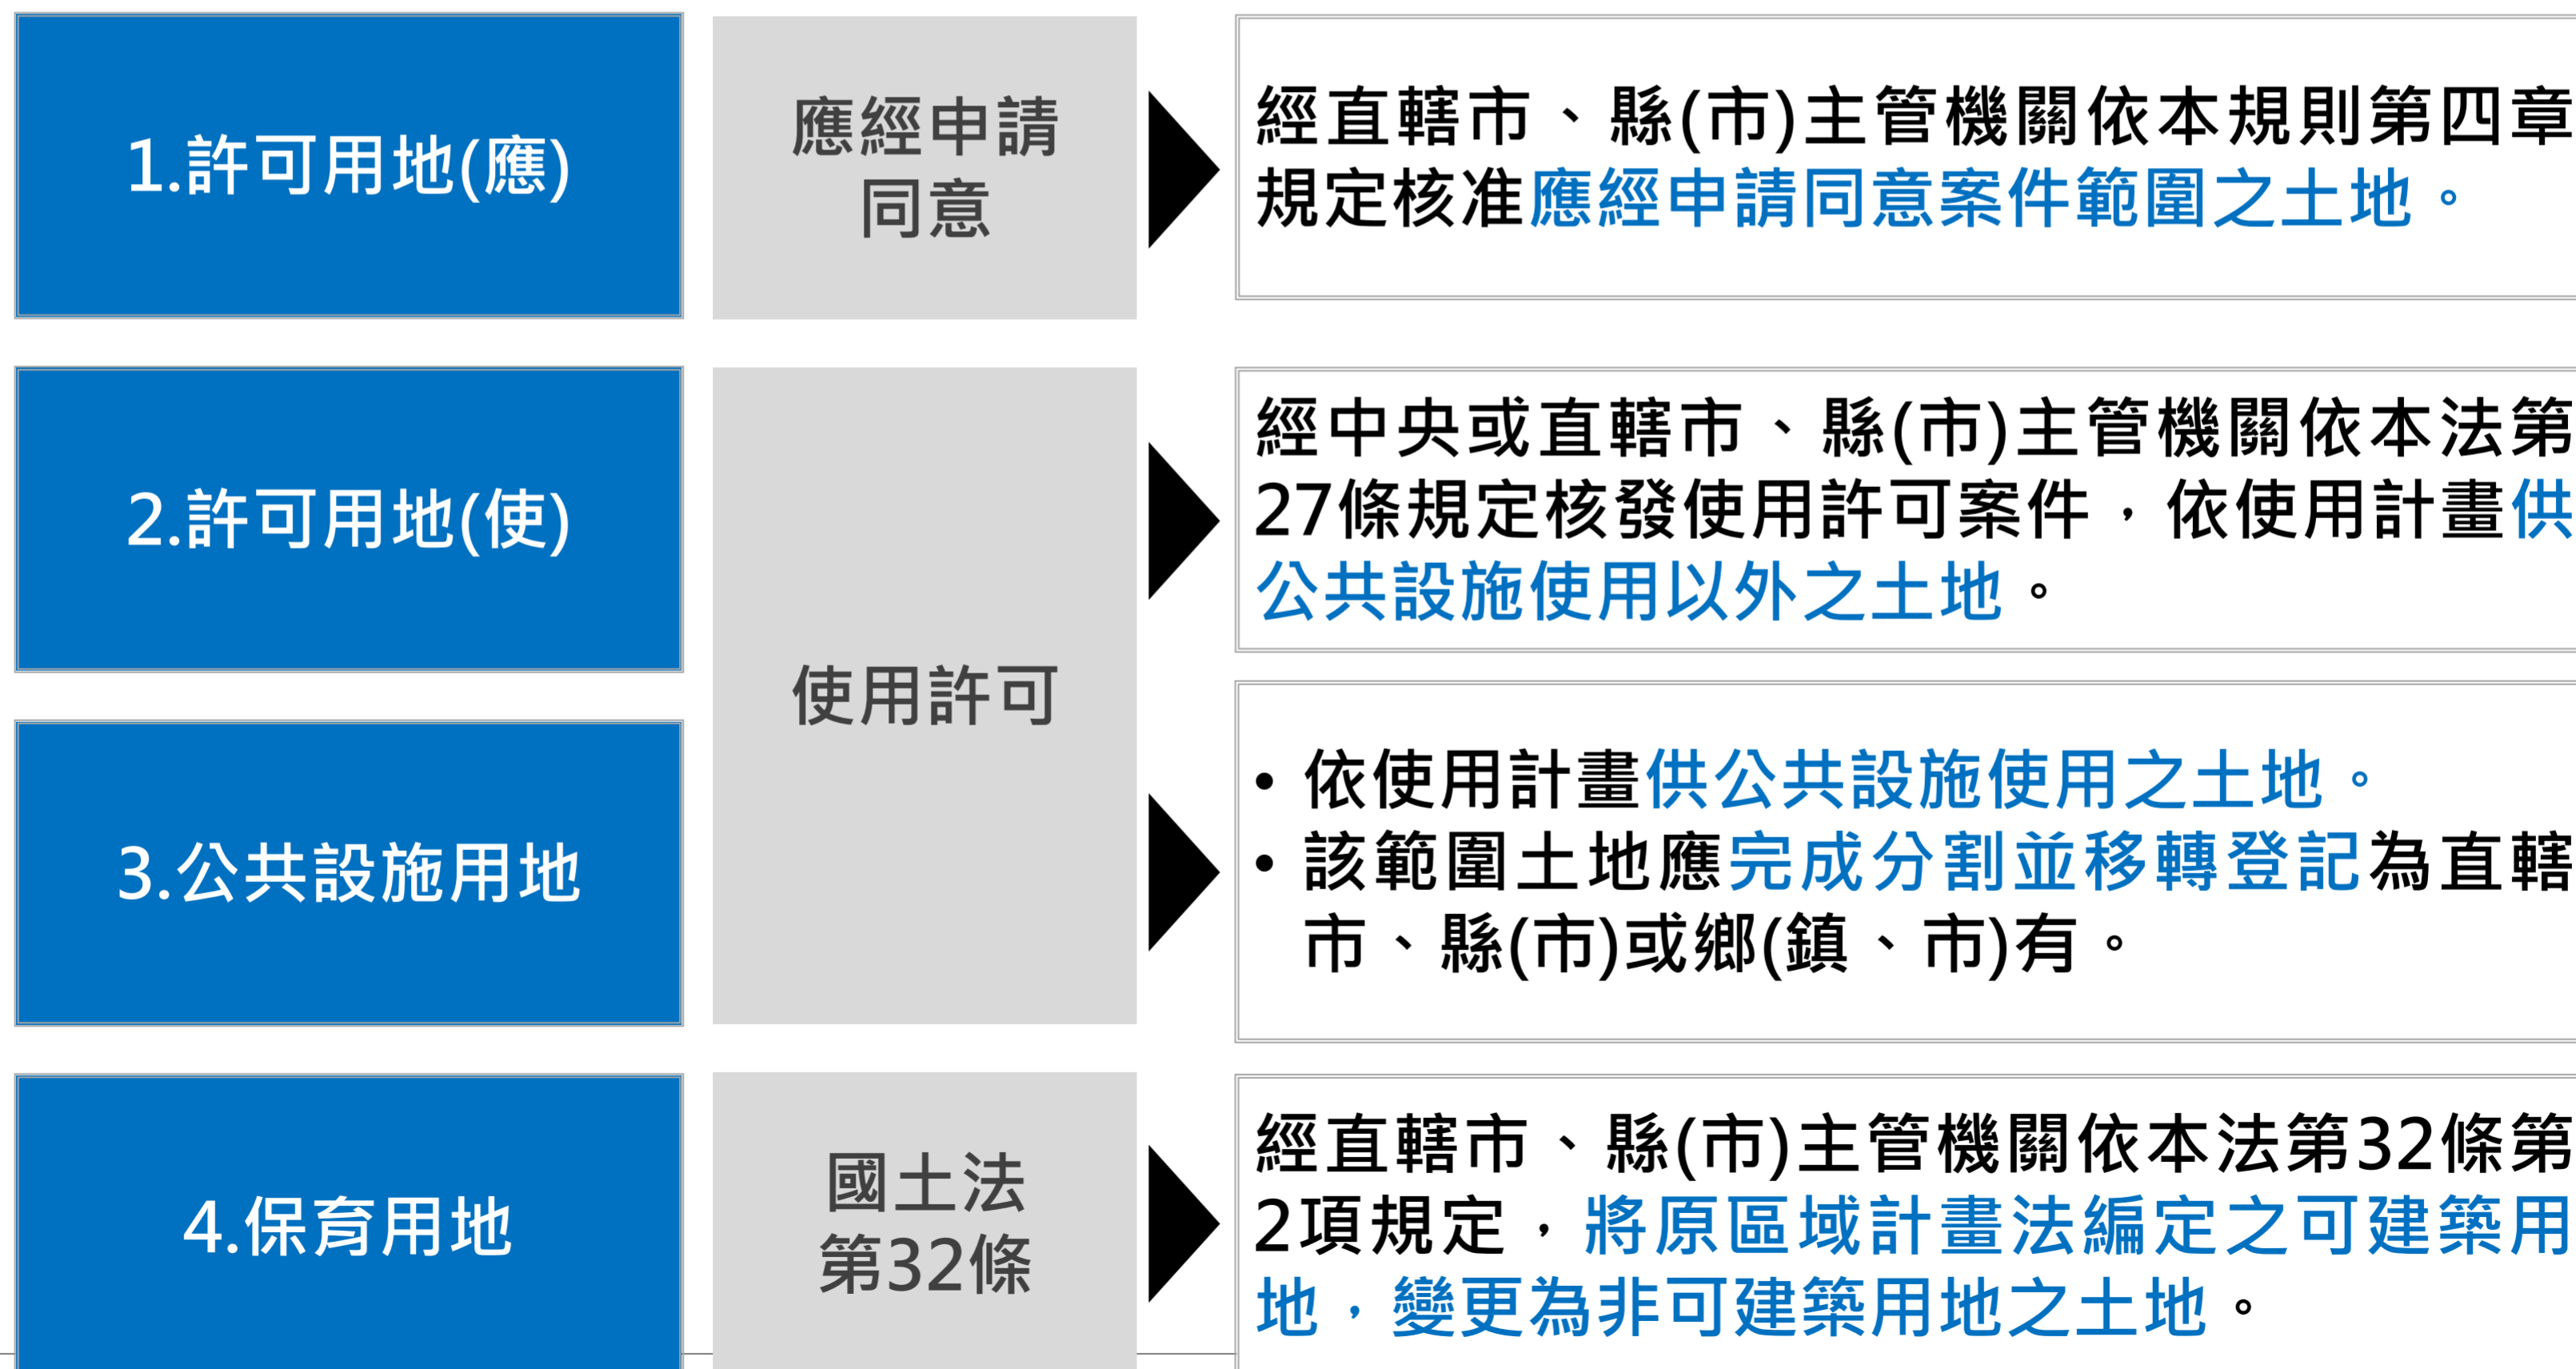 1.許可用地(應)
應經申請
同意
經直轄市、縣(市)主管機關依本規則第四章
規定核准應經申請同意案件範圍之土地。
2.許可用地(使)
使用許可
經中央或直轄市、縣(市)主管機關依本法第
27條規定核發使用許可案件，依使用計畫供
公共設施使用以外之土地。
3.公共設施用地
• 依使用計畫供公共設施使用之土地。
• 該範圍土地應完成分割並移轉登記為直轄
市、縣(市)或鄉(鎮、市)有。
4.保育用地
國土法
第32條
經直轄市、縣(市)主管機關依本法第32條第
2項規定，將原區域計畫法編定之可建築用
地，變更為非可建築用地之土地。